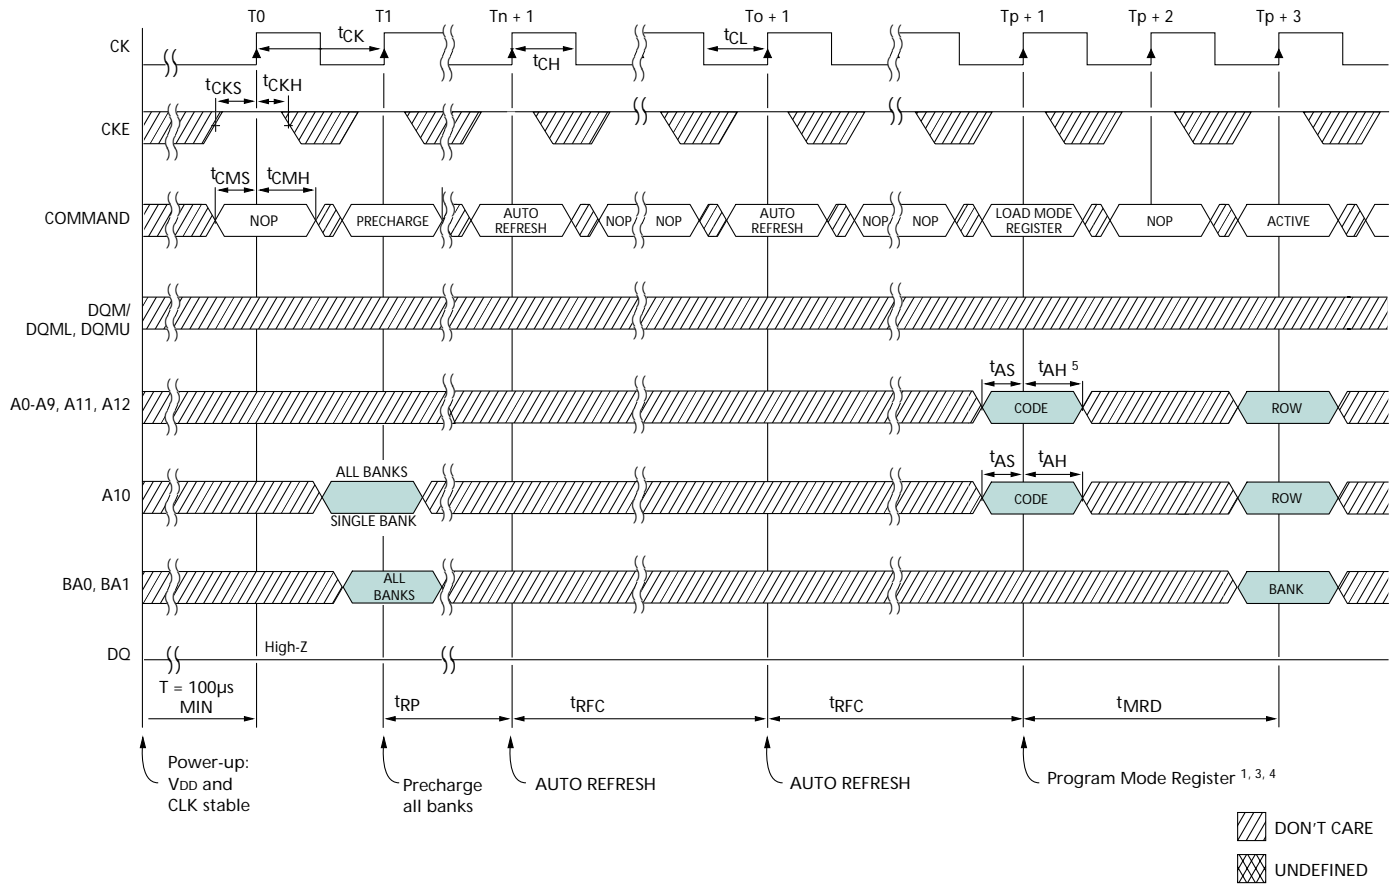 T0 T1 Tn + 1 To + 1 Tp + 1 Tp + 2 Tp + 3
CK tCK tCH tCL
tCKS tCKH
CKE
tCMS tCMH
COMMAND NOP PRECHARGE AUTO REFRESH NOP NOP AUTO REFRESH NOP NOP LOAD MODE REGISTER NOP ACTIVE
DQM/
DQML, DQMU
tAS tAH 5
A0-A9, A11, A12 CODE ROW
ALL BANKS tAS tAH
A10 CODE ROW
SINGLE BANK
BA0, BA1 ALL BANKS BANK
High-Z
DQ
T = 100µs
MIN
tRP tRFC tRFC tMRD
Power-up:
VDD and
CLK stable
Precharge
all banks
AUTO REFRESH
AUTO REFRESH
Program Mode Register 1, 3, 4
DON'T CARE
UNDEFINED